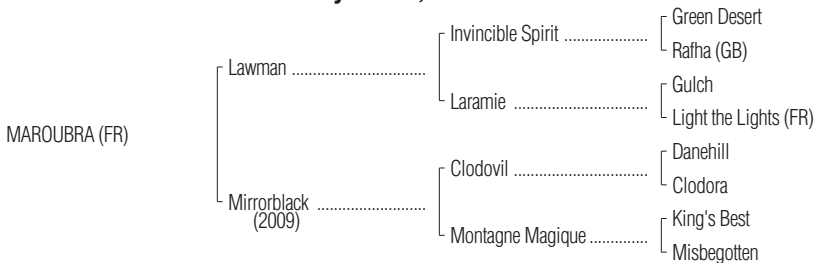 Green Desert
Invincible Spirit ....................
Rafha (GB)
Lawman ................................
Gulch
Laramie ................................
Light the Lights (FR)
MAROUBRA (FR)
Danehill
Clodovil ................................
Clodora
Mirrorblack ..........................
(2009)
King's Best
Montagne Magique ..............
Misbegotten